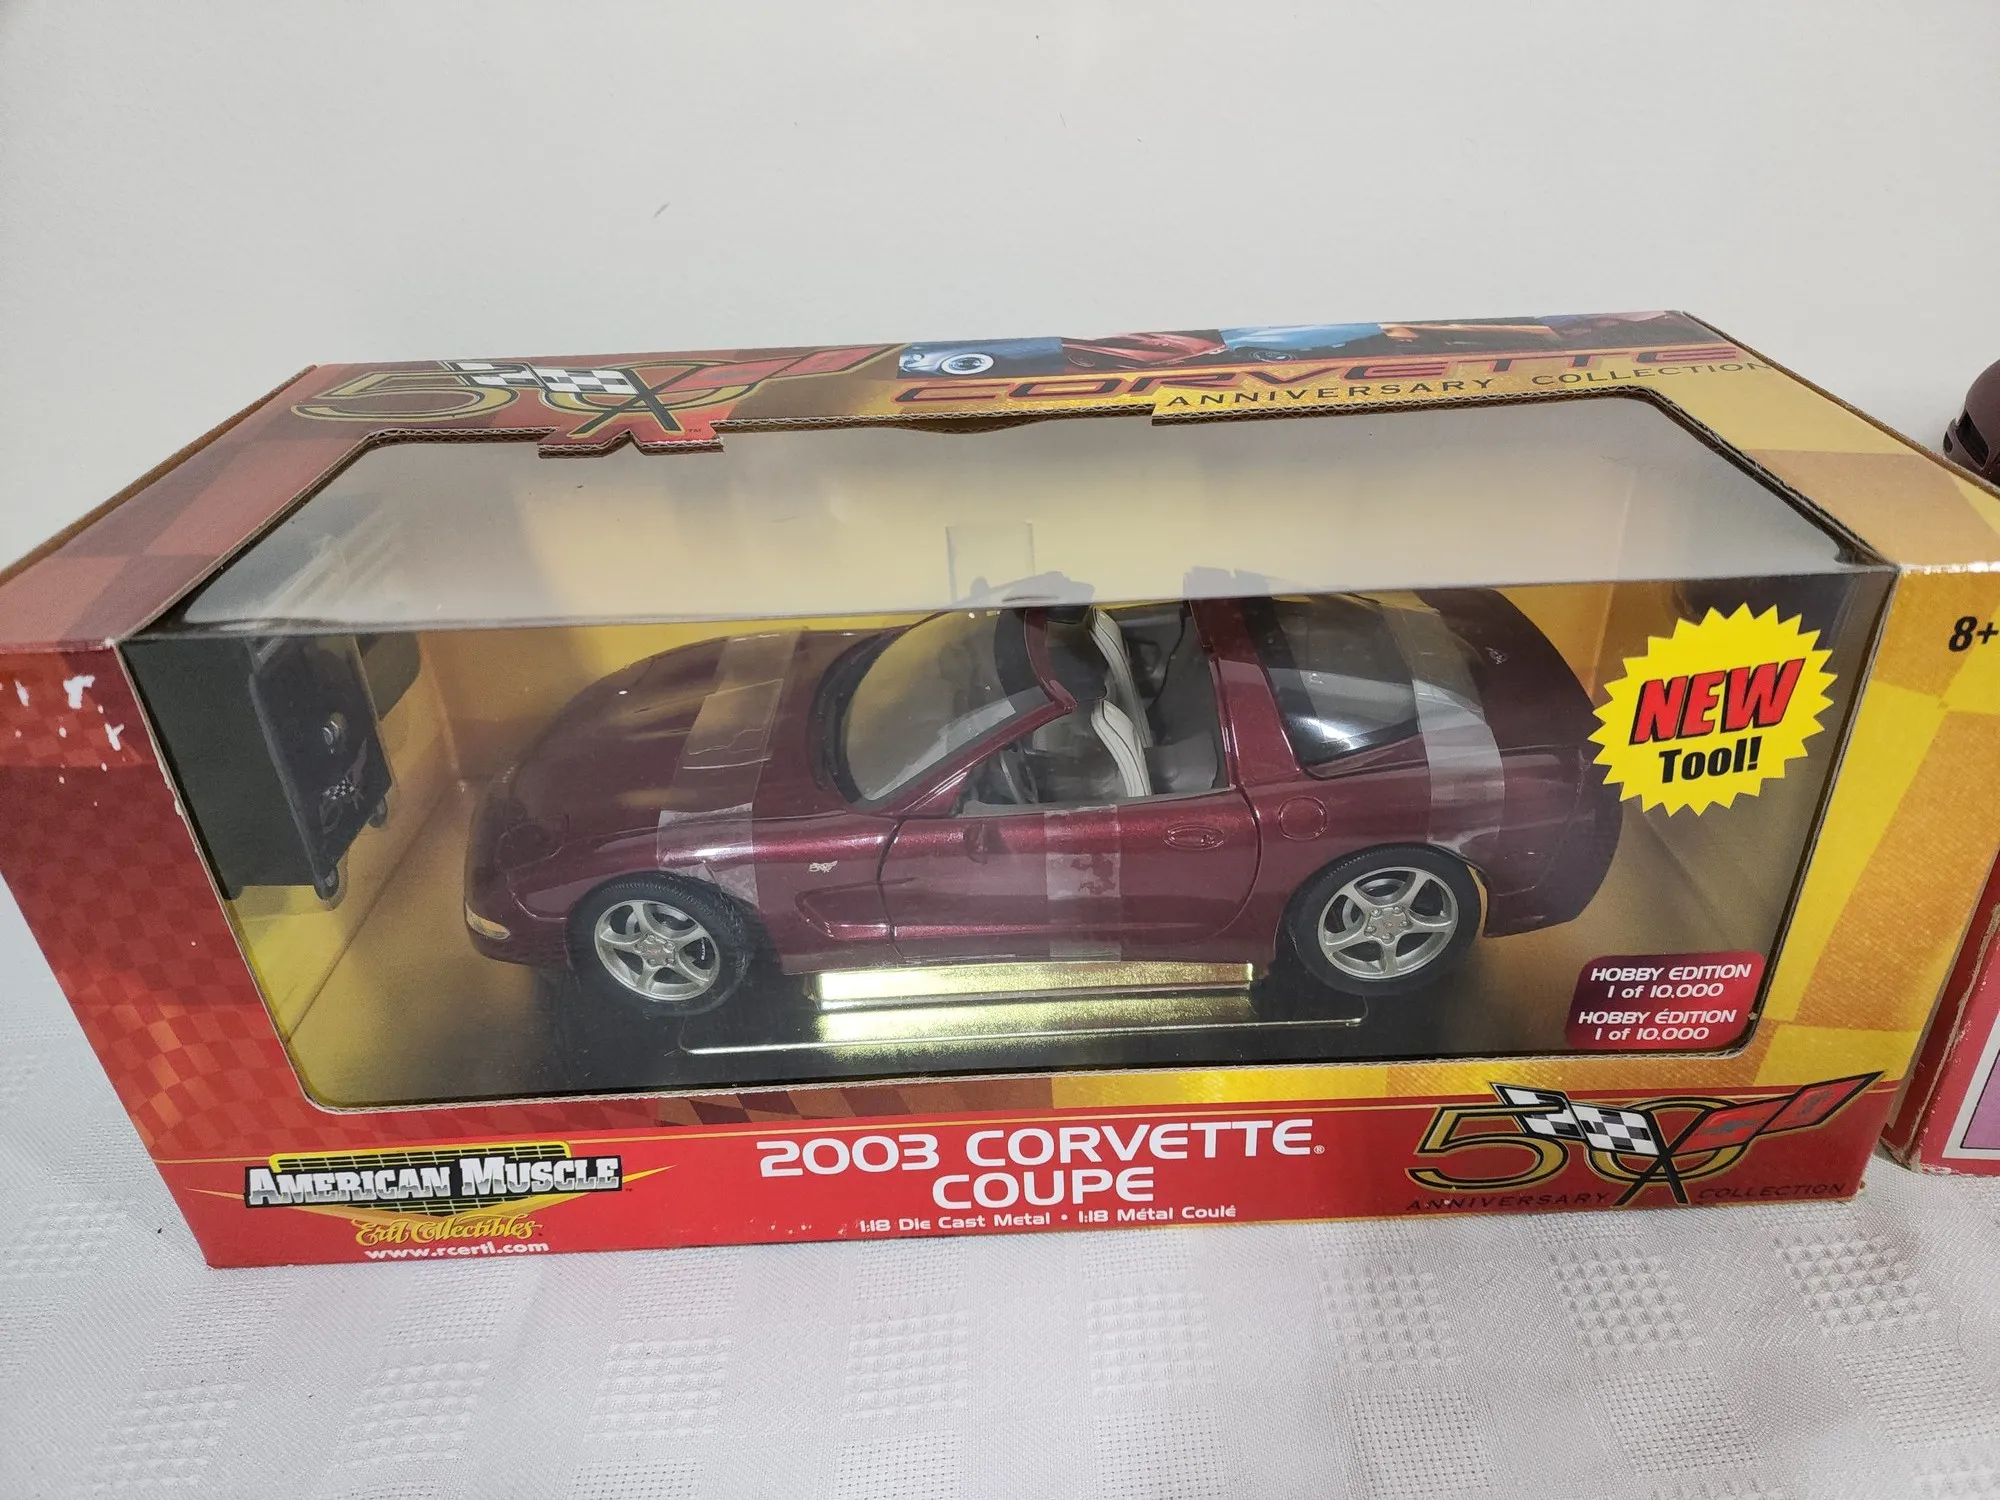 50
CORVETTE
ANNIVERSARY COLLECTION
8+
NEW
Tool!
HOBBY EDITION
1 of 10,000
HOBBY ÉDITION
1 of 10,000
AMERICAN MUSCLE
Ertl Collectibles
www.rcertl.com
2003 CORVETTE®
COUPE
1:18 Die Cast Metal • 1:18 Métal Coulé
50
ANNIVERSARY COLLECTION